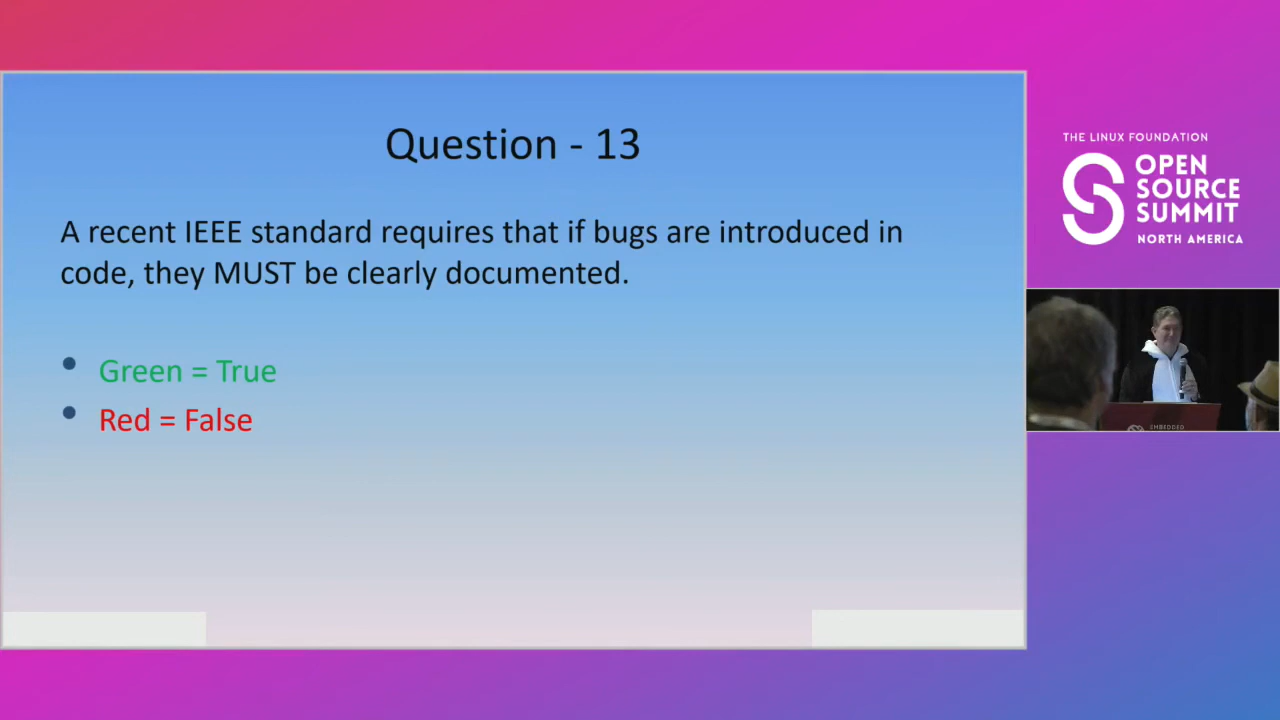 Question - 13
A recent IEEE standard requires that if bugs are introduced in
code, they MUST be clearly documented.
• Green = True
• Red = False
THE LINUX FOUNDATION
OPEN
SOURCE
SUMMIT
NORTH AMERICA
EMBEDDED